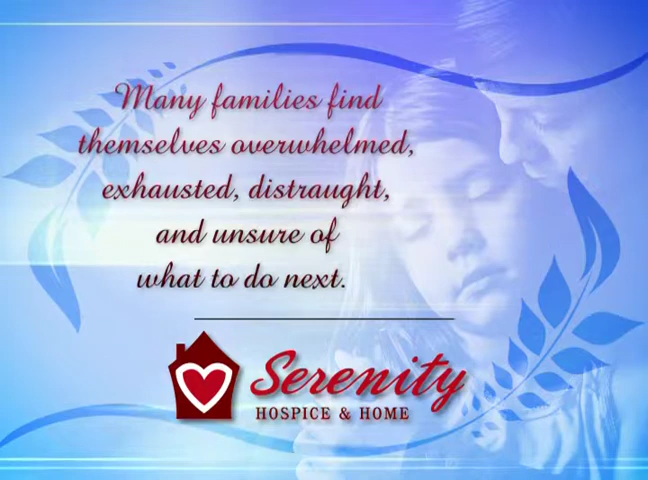 Many families find
themselves overwhelmed,
exhausted, distraught,
and unsure of
what to do next.
Serenity
HOSPICE & HOME